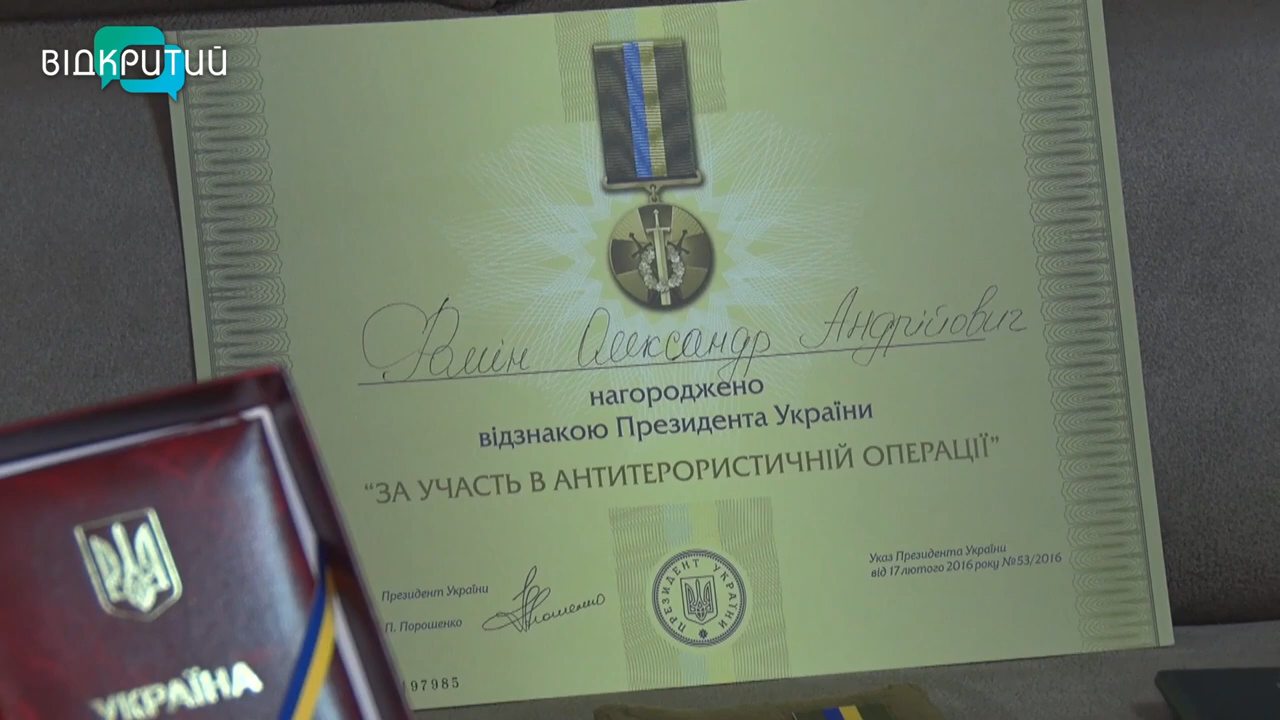 ВІДКРИТИЙ
Фомін Олександр Андрійович
нагороджено
відзнакою Президента України
“ЗА УЧАСТЬ В АНТИТЕРОРИСТИЧНІЙ ОПЕРАЦІЇ”
Президент України
П. Порошенко
ПРЕЗИДЕНТ УКРАЇНИ
Указ Президента України
від 17 лютого 2016 року №53/2016
97985
УКРАЇНА